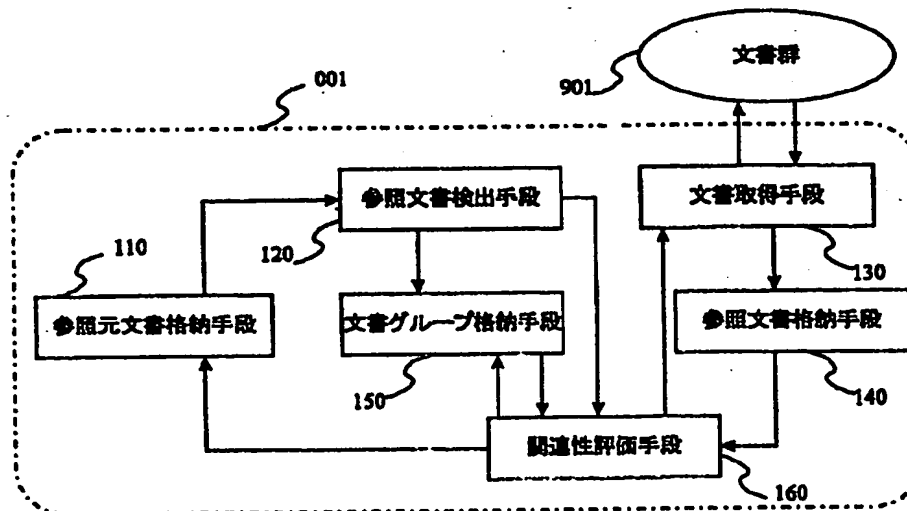 001
901
文書群
参照文書検出手段
文書取得手段
110
120
130
参照元文書格納手段
文書グループ格納手段
参照文書格納手段
150
140
関連性評価手段
160